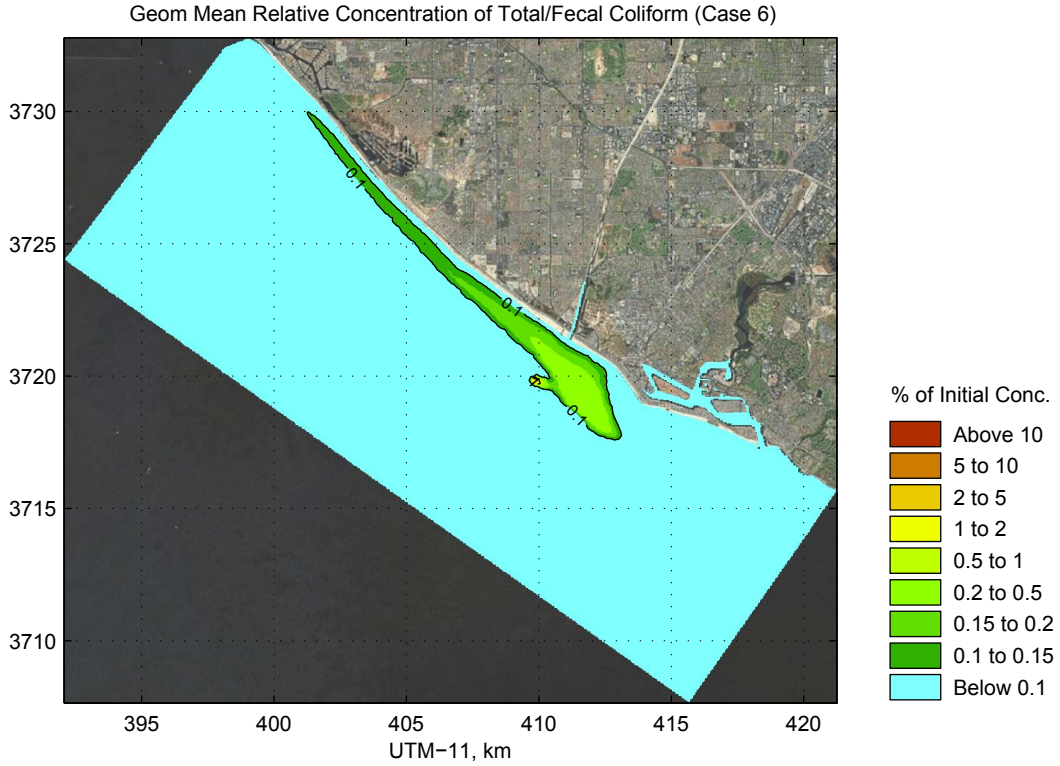 Geom Mean Relative Concentration of Total/Fecal Coliform (Case 6)
3730
3725
3720
3715
3710
0.1
0.1
0.1
395
400
405
410
415
420
UTM−11, km
% of Initial Conc.
Above 10
5 to 10
2 to 5
1 to 2
0.5 to 1
0.2 to 0.5
0.15 to 0.2
0.1 to 0.15
Below 0.1